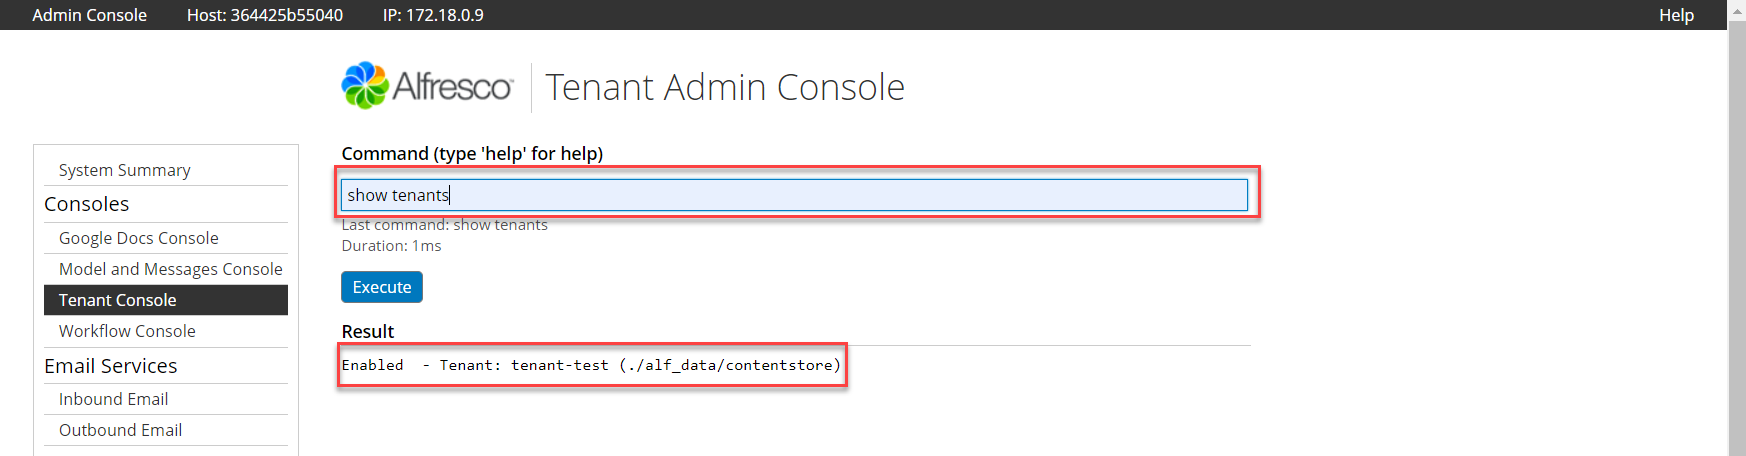 Admin Console Host: 364425b55040 IP: 172.18.0.9 Help
Alfresco™ Tenant Admin Console
System Summary
Consoles
Google Docs Console
Model and Messages Console
Tenant Console
Workflow Console
Email Services
Inbound Email
Outbound Email
Command (type 'help' for help)
show tenants
Last command: show tenants
Duration: 1ms
Execute
Result
Enabled  - Tenant: tenant-test (./alf_data/contentstore)